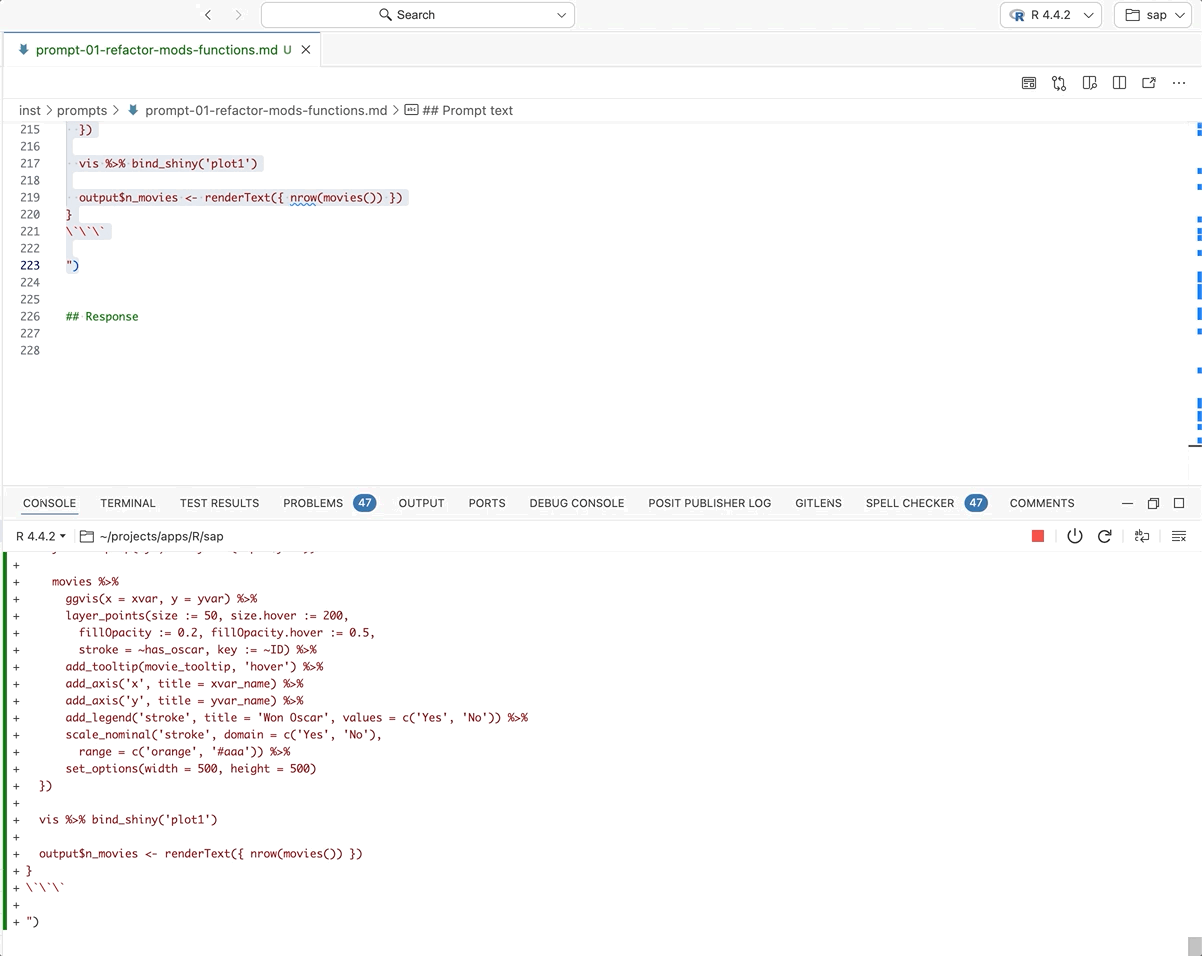 Search
R 4.4.2
sap
prompt-01-refactor-mods-functions.md U
inst > prompts > prompt-01-refactor-mods-functions.md > ## Prompt text
215 })
216
217 vis %>% bind_shiny('plot1')
218
219 output$n_movies <- renderText({ nrow(movies()) })
220 }
221 \`\`\`
222
223 ")
224
225
226 ## Response
227
228
CONSOLE TERMINAL TEST RESULTS PROBLEMS 47 OUTPUT PORTS DEBUG CONSOLE POSIT PUBLISHER LOG GITLENS SPELL CHECKER 47 COMMENTS
R 4.4.2 ~/projects/apps/R/sap
+
+ movies %>%
+ ggvis(x = xvar, y = yvar) %>%
+ layer_points(size := 50, size.hover := 200,
+ fillOpacity := 0.2, fillOpacity.hover := 0.5,
+ stroke = ~has_oscar, key := ~ID) %>%
+ add_tooltip(movie_tooltip, 'hover') %>%
+ add_axis('x', title = xvar_name) %>%
+ add_axis('y', title = yvar_name) %>%
+ add_legend('stroke', title = 'Won Oscar', values = c('Yes', 'No')) %>%
+ scale_nominal('stroke', domain = c('Yes', 'No'),
+ range = c('orange', '#aaa')) %>%
+ set_options(width = 500, height = 500)
+ })
+
+ vis %>% bind_shiny('plot1')
+
+ output$n_movies <- renderText({ nrow(movies()) })
+ }
+ \`\`\`
+
+ ")